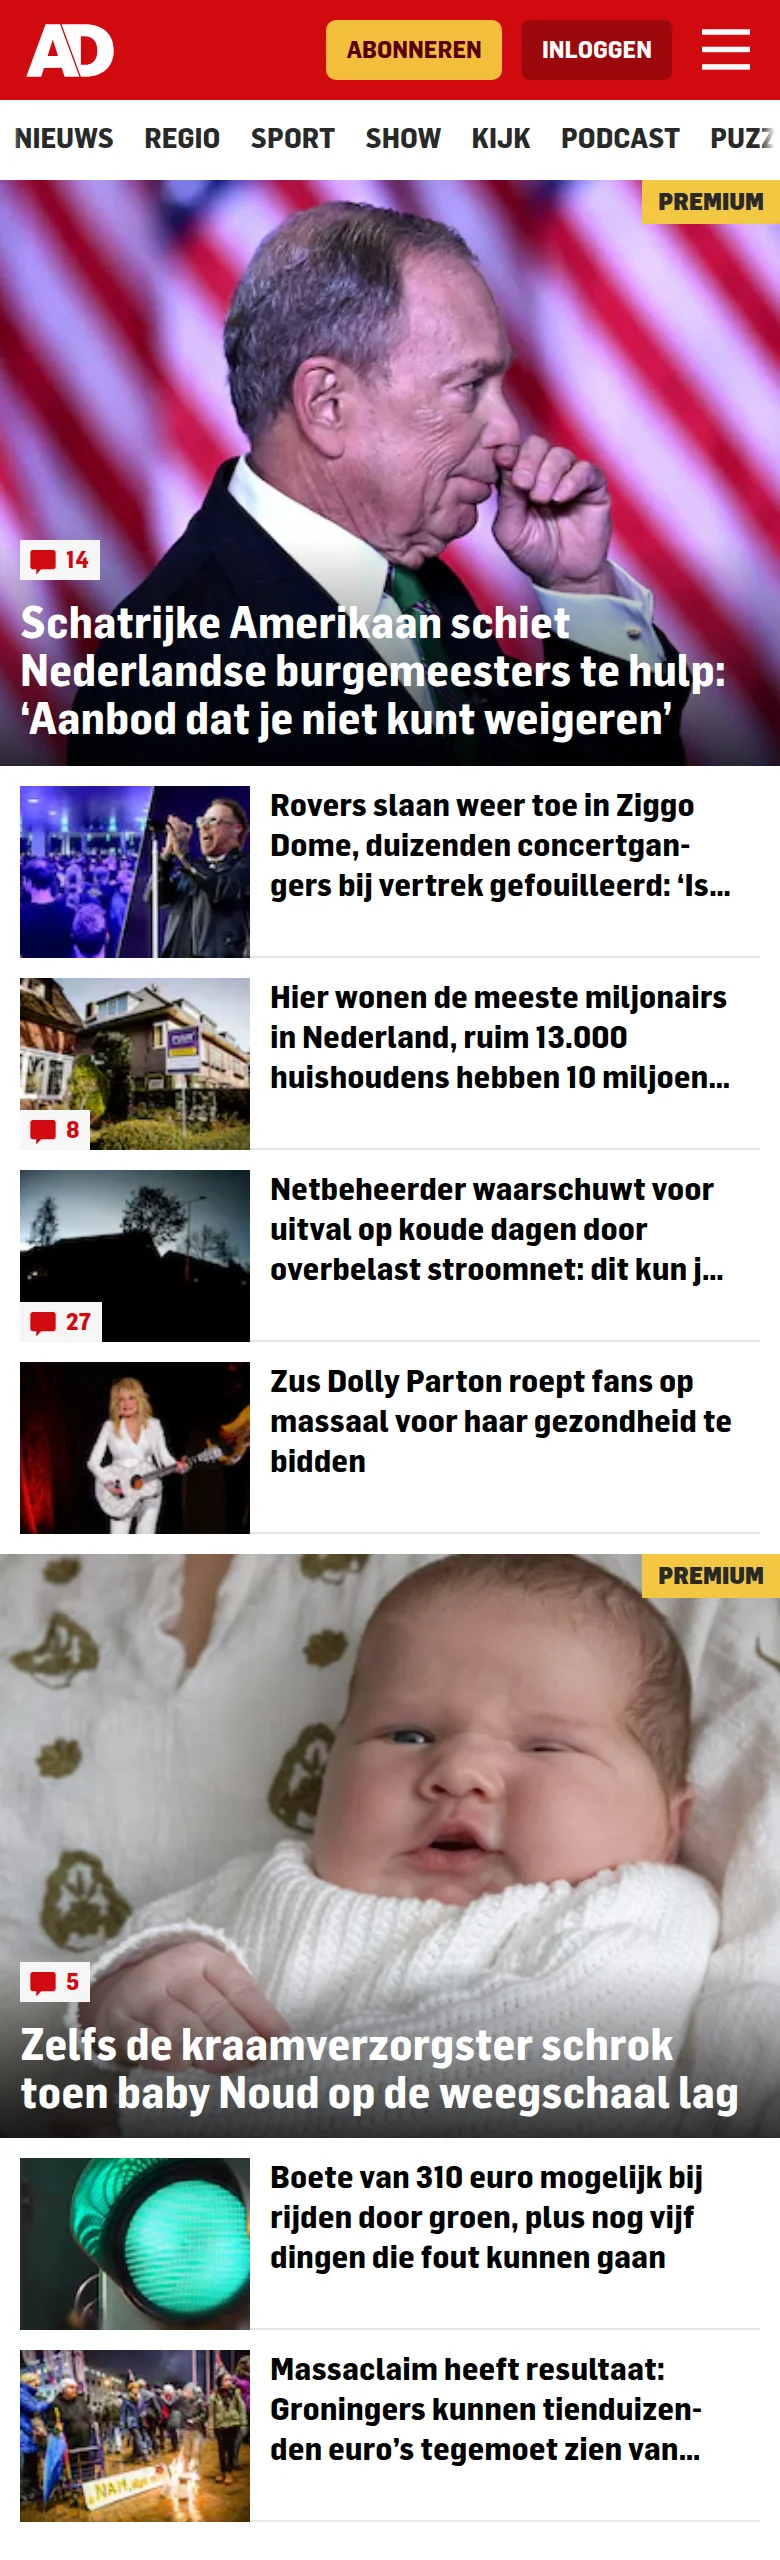 AD
ABONNEREN
INLOGGEN
NIEUWS REGIO SPORT SHOW KIJK PODCAST PUZZ
PREMIUM
14
Schatrijke Amerikaan schiet
Nederlandse burgemeesters te hulp:
‘Aanbod dat je niet kunt weigeren’
Rovers slaan weer toe in Ziggo
Dome, duizenden concertgan-
gers bij vertrek gefouilleerd: ‘Is...
Hier wonen de meeste miljonairs
in Nederland, ruim 13.000
huishoudens hebben 10 miljoen...
8
Netbeheerder waarschuwt voor
uitval op koude dagen door
overbelast stroomnet: dit kun j...
27
Zus Dolly Parton roept fans op
massaal voor haar gezondheid te
bidden
PREMIUM
5
Zelfs de kraamverzorgster schrok
toen baby Noud op de weegschaal lag
Boete van 310 euro mogelijk bij
rijden door groen, plus nog vijf
dingen die fout kunnen gaan
Massaclaim heeft resultaat:
Groningers kunnen tienduizen-
den euro’s tegemoet zien van...
NAM